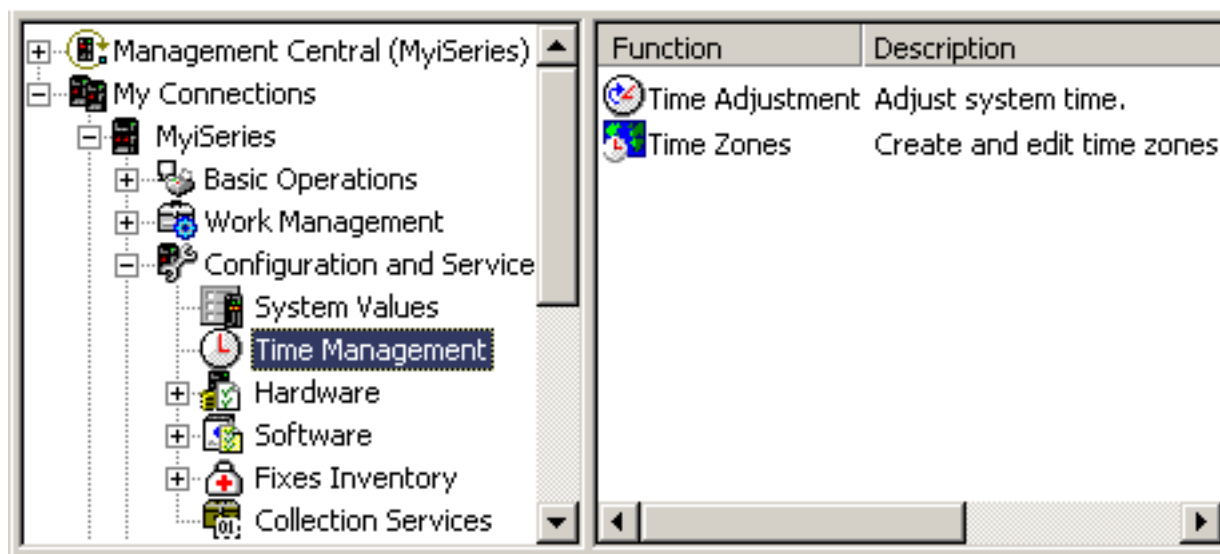 Management Central (MyiSeries)
My Connections
MyiSeries
Basic Operations
Work Management
Configuration and Service
System Values
Time Management
Hardware
Software
Fixes Inventory
Collection Services
Function Description
Time Adjustment Adjust system time.
Time Zones Create and edit time zones